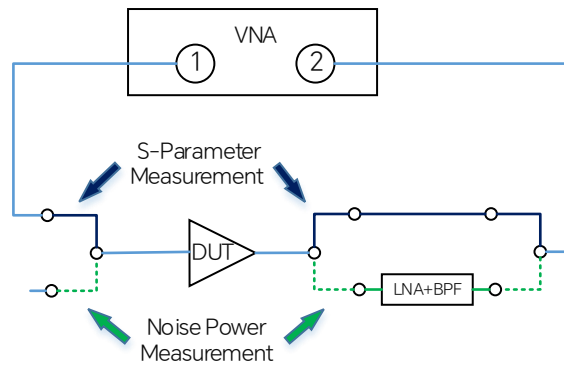 VNA
1
2
S-Parameter
Measurement
DUT
LNA+BPF
Noise Power
Measurement